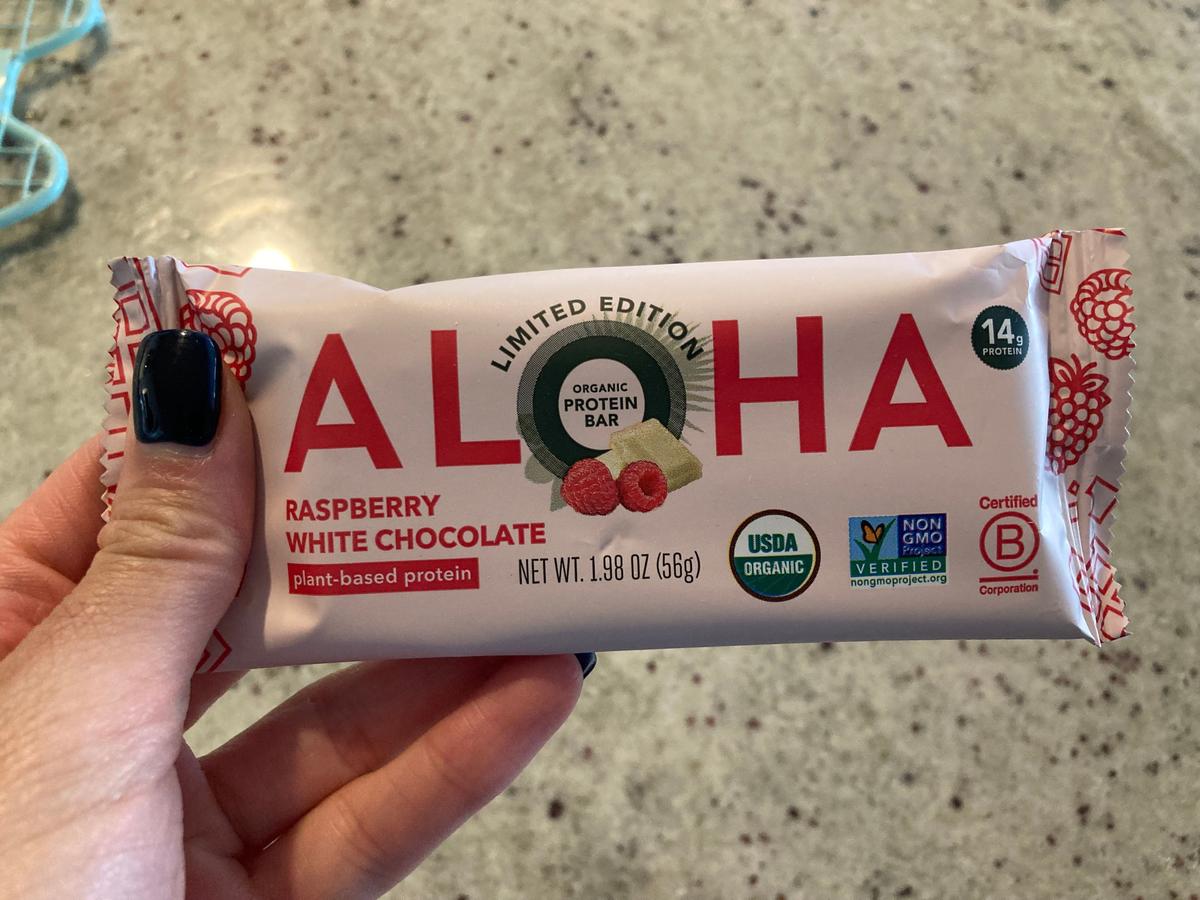 LIMITED EDITION
ALOHA
ORGANIC
PROTEIN
BAR
14g
PROTEIN
RASPBERRY
WHITE CHOCOLATE
plant-based protein
NET WT. 1.98 OZ (56g)
USDA
ORGANIC
NON
GMO
Project
VERIFIED
nongmoproject.org
Certified
B
Corporation